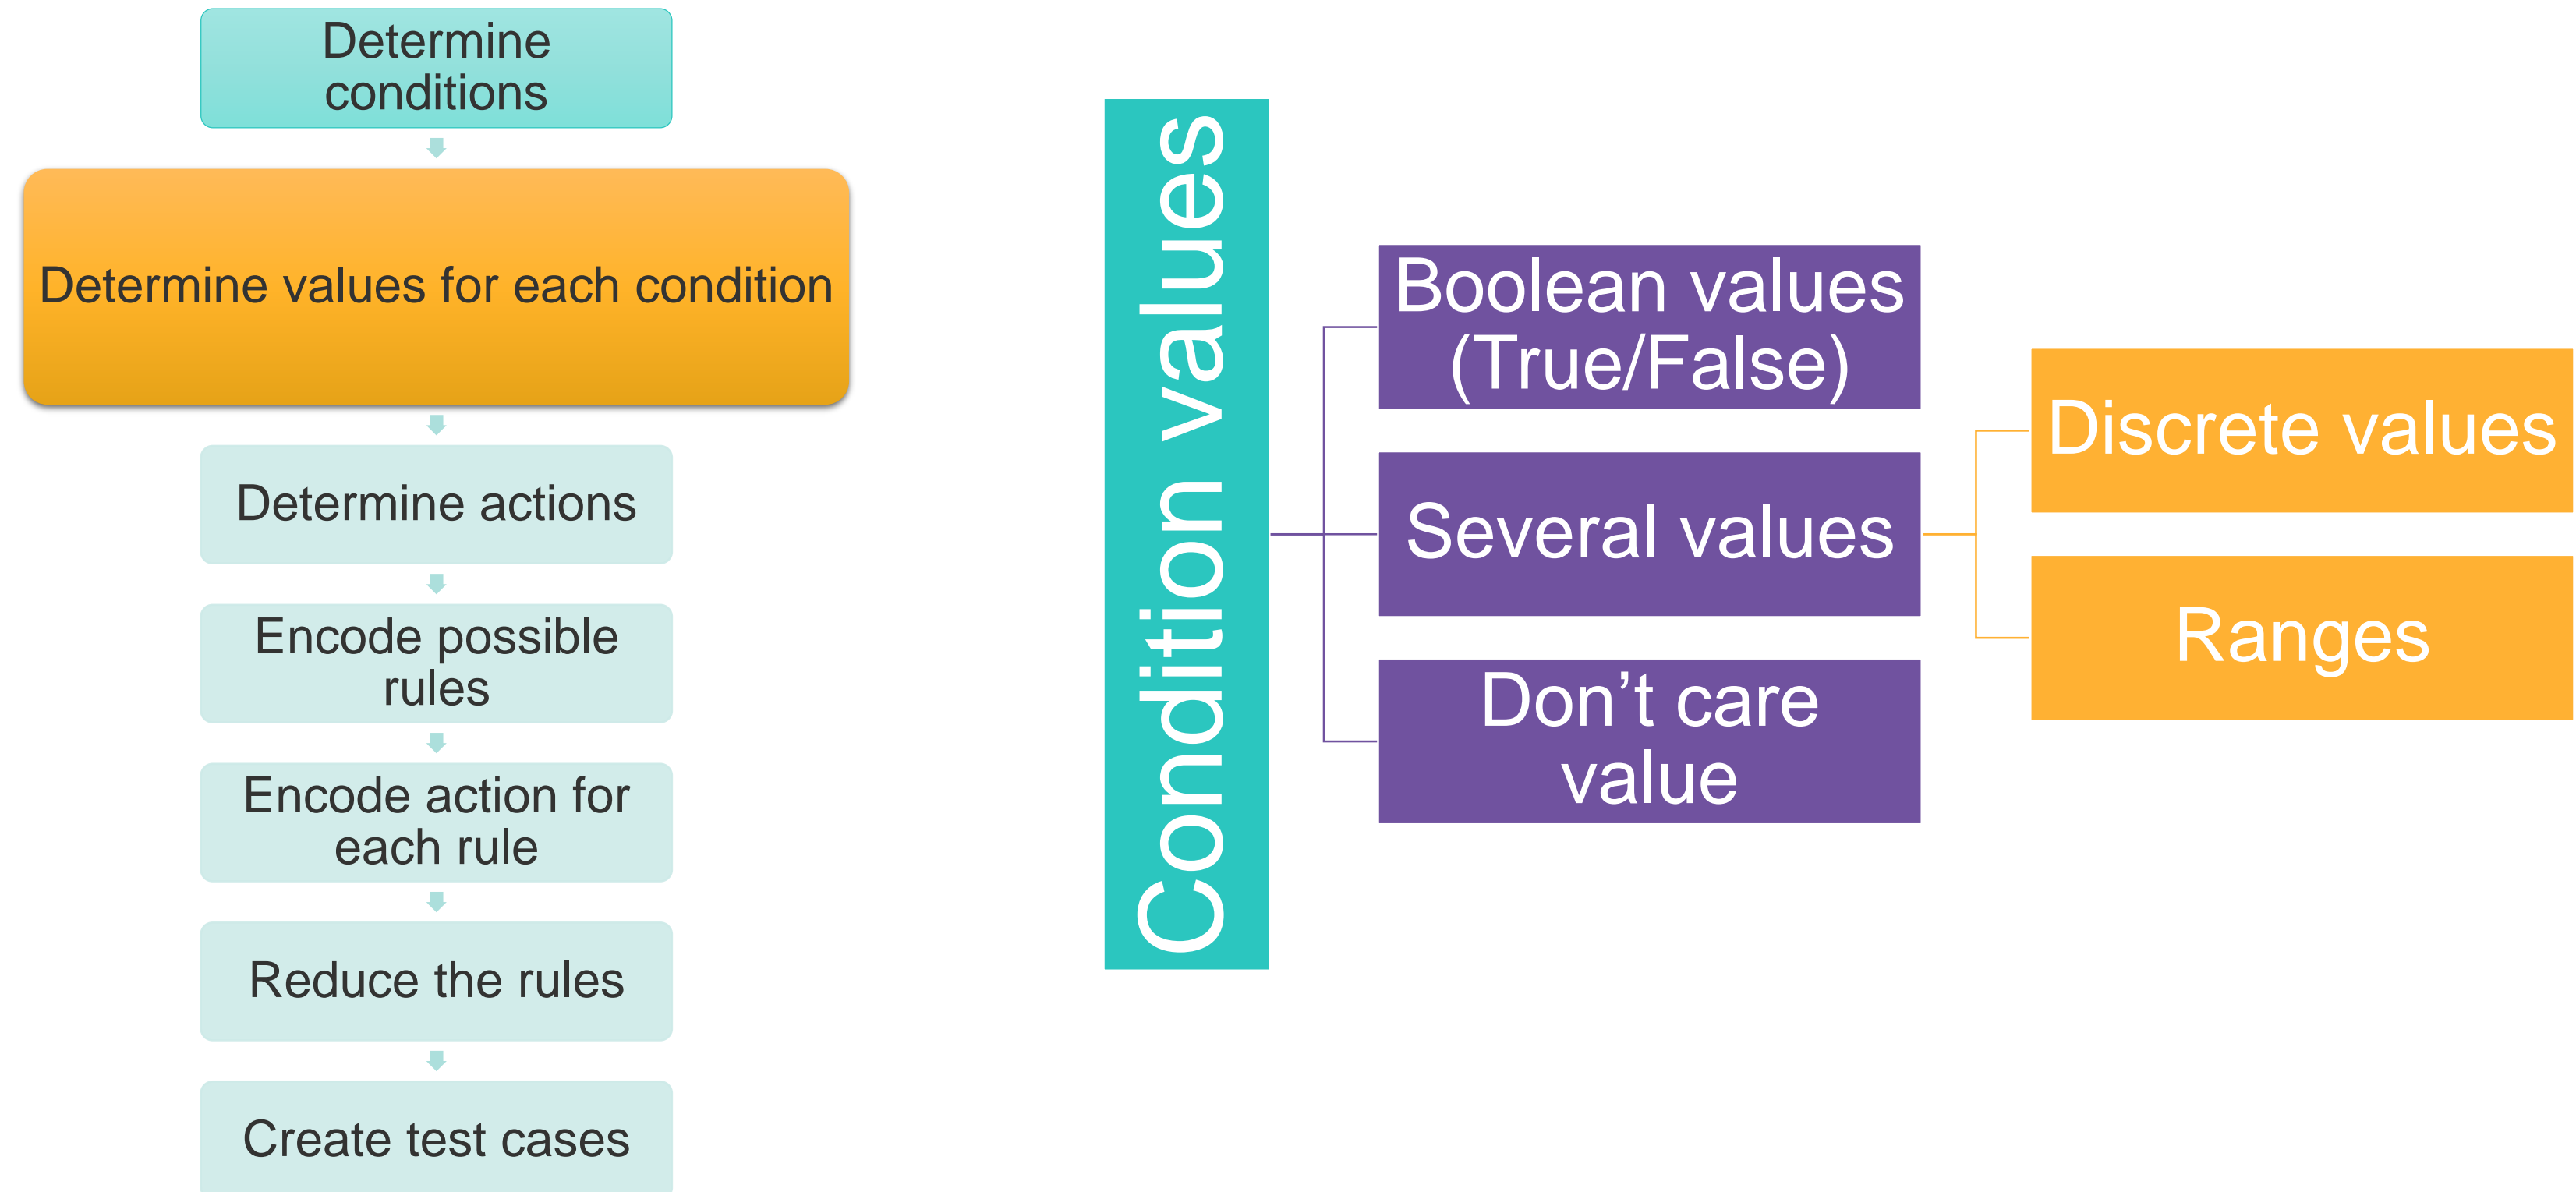 Determine
conditions
Determine values for each condition
Determine actions
Encode possible
rules
Encode action for
each rule
Reduce the rules
Create test cases
Condition values
Boolean values
(True/False)
Several values
Don’t care
value
Discrete values
Ranges